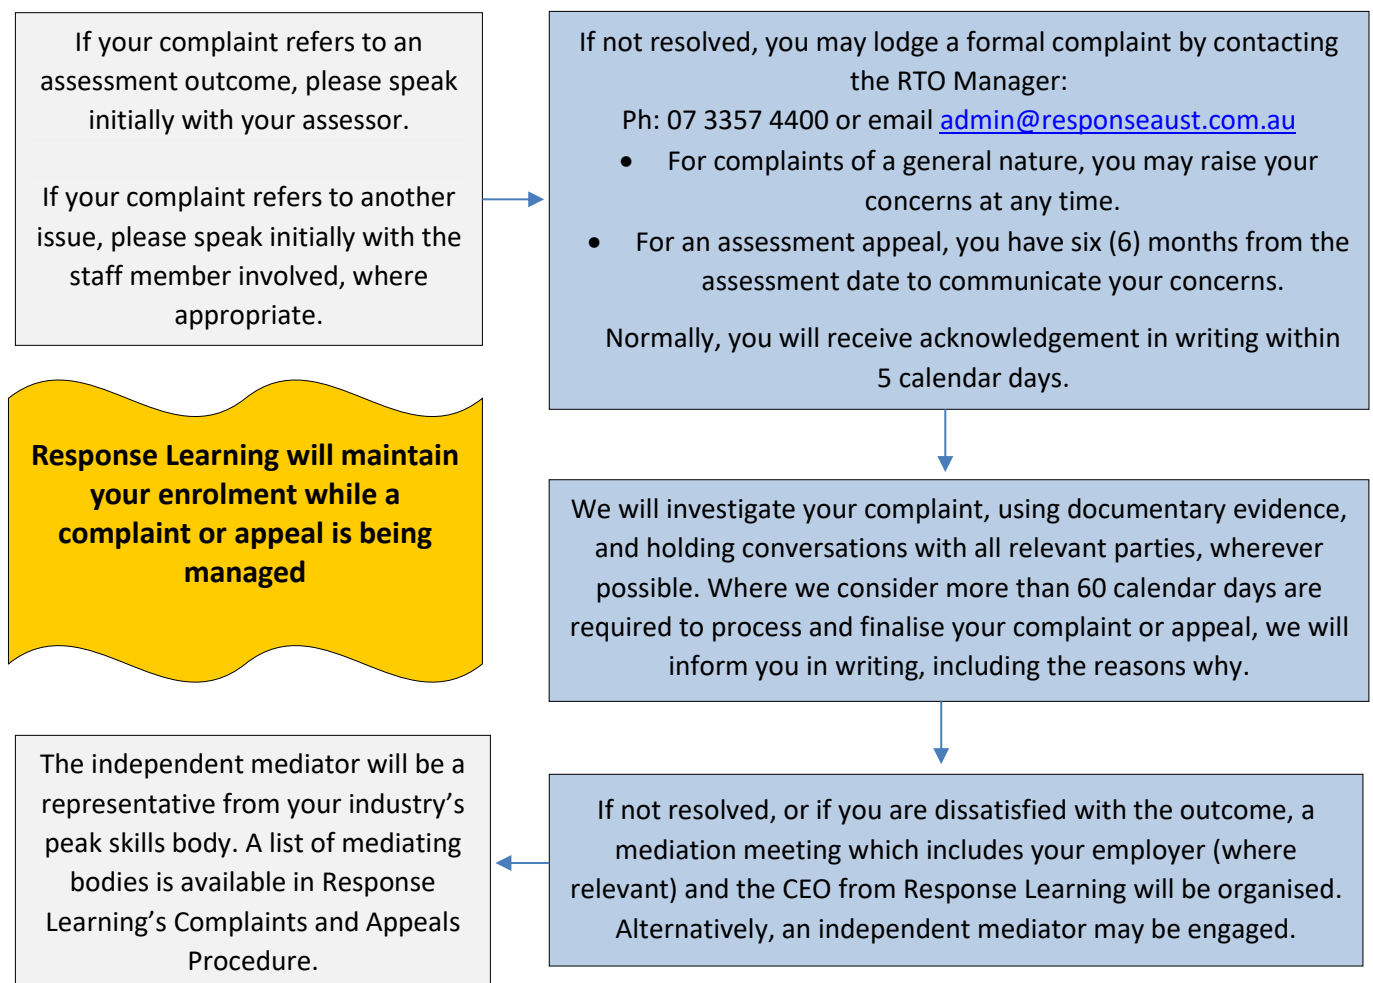 If your complaint refers to an
assessment outcome, please speak
initially with your assessor.
If your complaint refers to another
issue, please speak initially with the
staff member involved, where
appropriate.
If not resolved, you may lodge a formal complaint by contacting
the RTO Manager:
Ph: 07 3357 4400 or email admin@responseaust.com.au
• For complaints of a general nature, you may raise your
concerns at any time.
• For an assessment appeal, you have six (6) months from the
assessment date to communicate your concerns.
Normally, you will receive acknowledgement in writing within
5 calendar days.
Response Learning will maintain
your enrolment while a
complaint or appeal is being
managed
We will investigate your complaint, using documentary evidence,
and holding conversations with all relevant parties, wherever
possible. Where we consider more than 60 calendar days are
required to process and finalise your complaint or appeal, we will
inform you in writing, including the reasons why.
If not resolved, or if you are dissatisfied with the outcome, a
mediation meeting which includes your employer (where
relevant) and the CEO from Response Learning will be organised.
Alternatively, an independent mediator may be engaged.
The independent mediator will be a
representative from your industry’s
peak skills body. A list of mediating
bodies is available in Response
Learning’s Complaints and Appeals
Procedure.